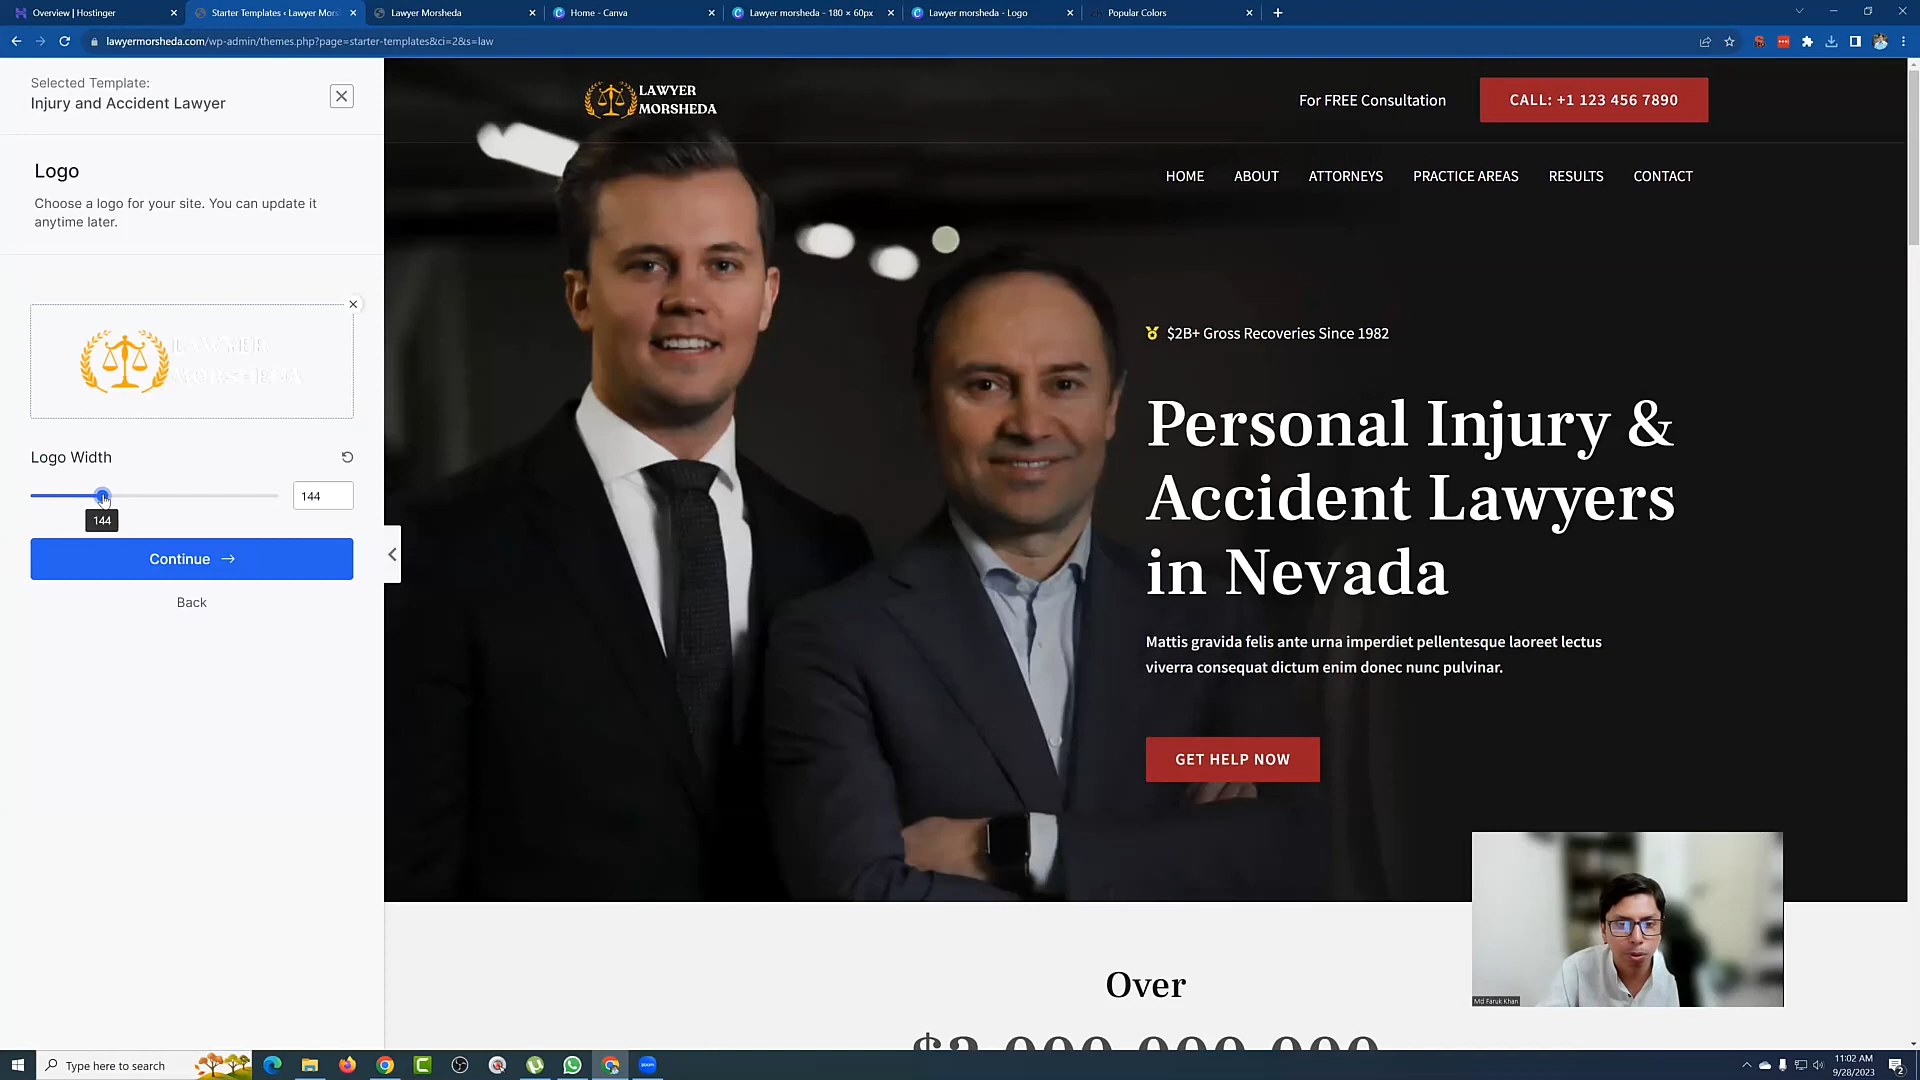 Overview | Hostinger
Starter Templates ‹ Lawyer Mors
Lawyer Morsheda
Home - Canva
Lawyer morsheda - 180 × 60px
Lawyer morsheda - Logo
Popular Colors
lawyermorsheda.com/wp-admin/themes.php?page=starter-templates&ci=2&s=law
Selected Template:
Injury and Accident Lawyer
Logo
Choose a logo for your site. You can update it
anytime later.
LAWYER
MORSHEDA
Logo Width
144
144
Continue →
Back
LAWYER
MORSHEDA
For FREE Consultation
CALL: +1 123 456 7890
HOME
ABOUT
ATTORNEYS
PRACTICE AREAS
RESULTS
CONTACT
$2B+ Gross Recoveries Since 1982
Personal Injury &
Accident Lawyers
in Nevada
Mattis gravida felis ante urna imperdiet pellentesque laoreet lectus
viverra consequat dictum enim donec nunc pulvinar.
GET HELP NOW
Over
Md Faruk Khan
Type here to search
zoom
11:02 AM
9/28/2023
2